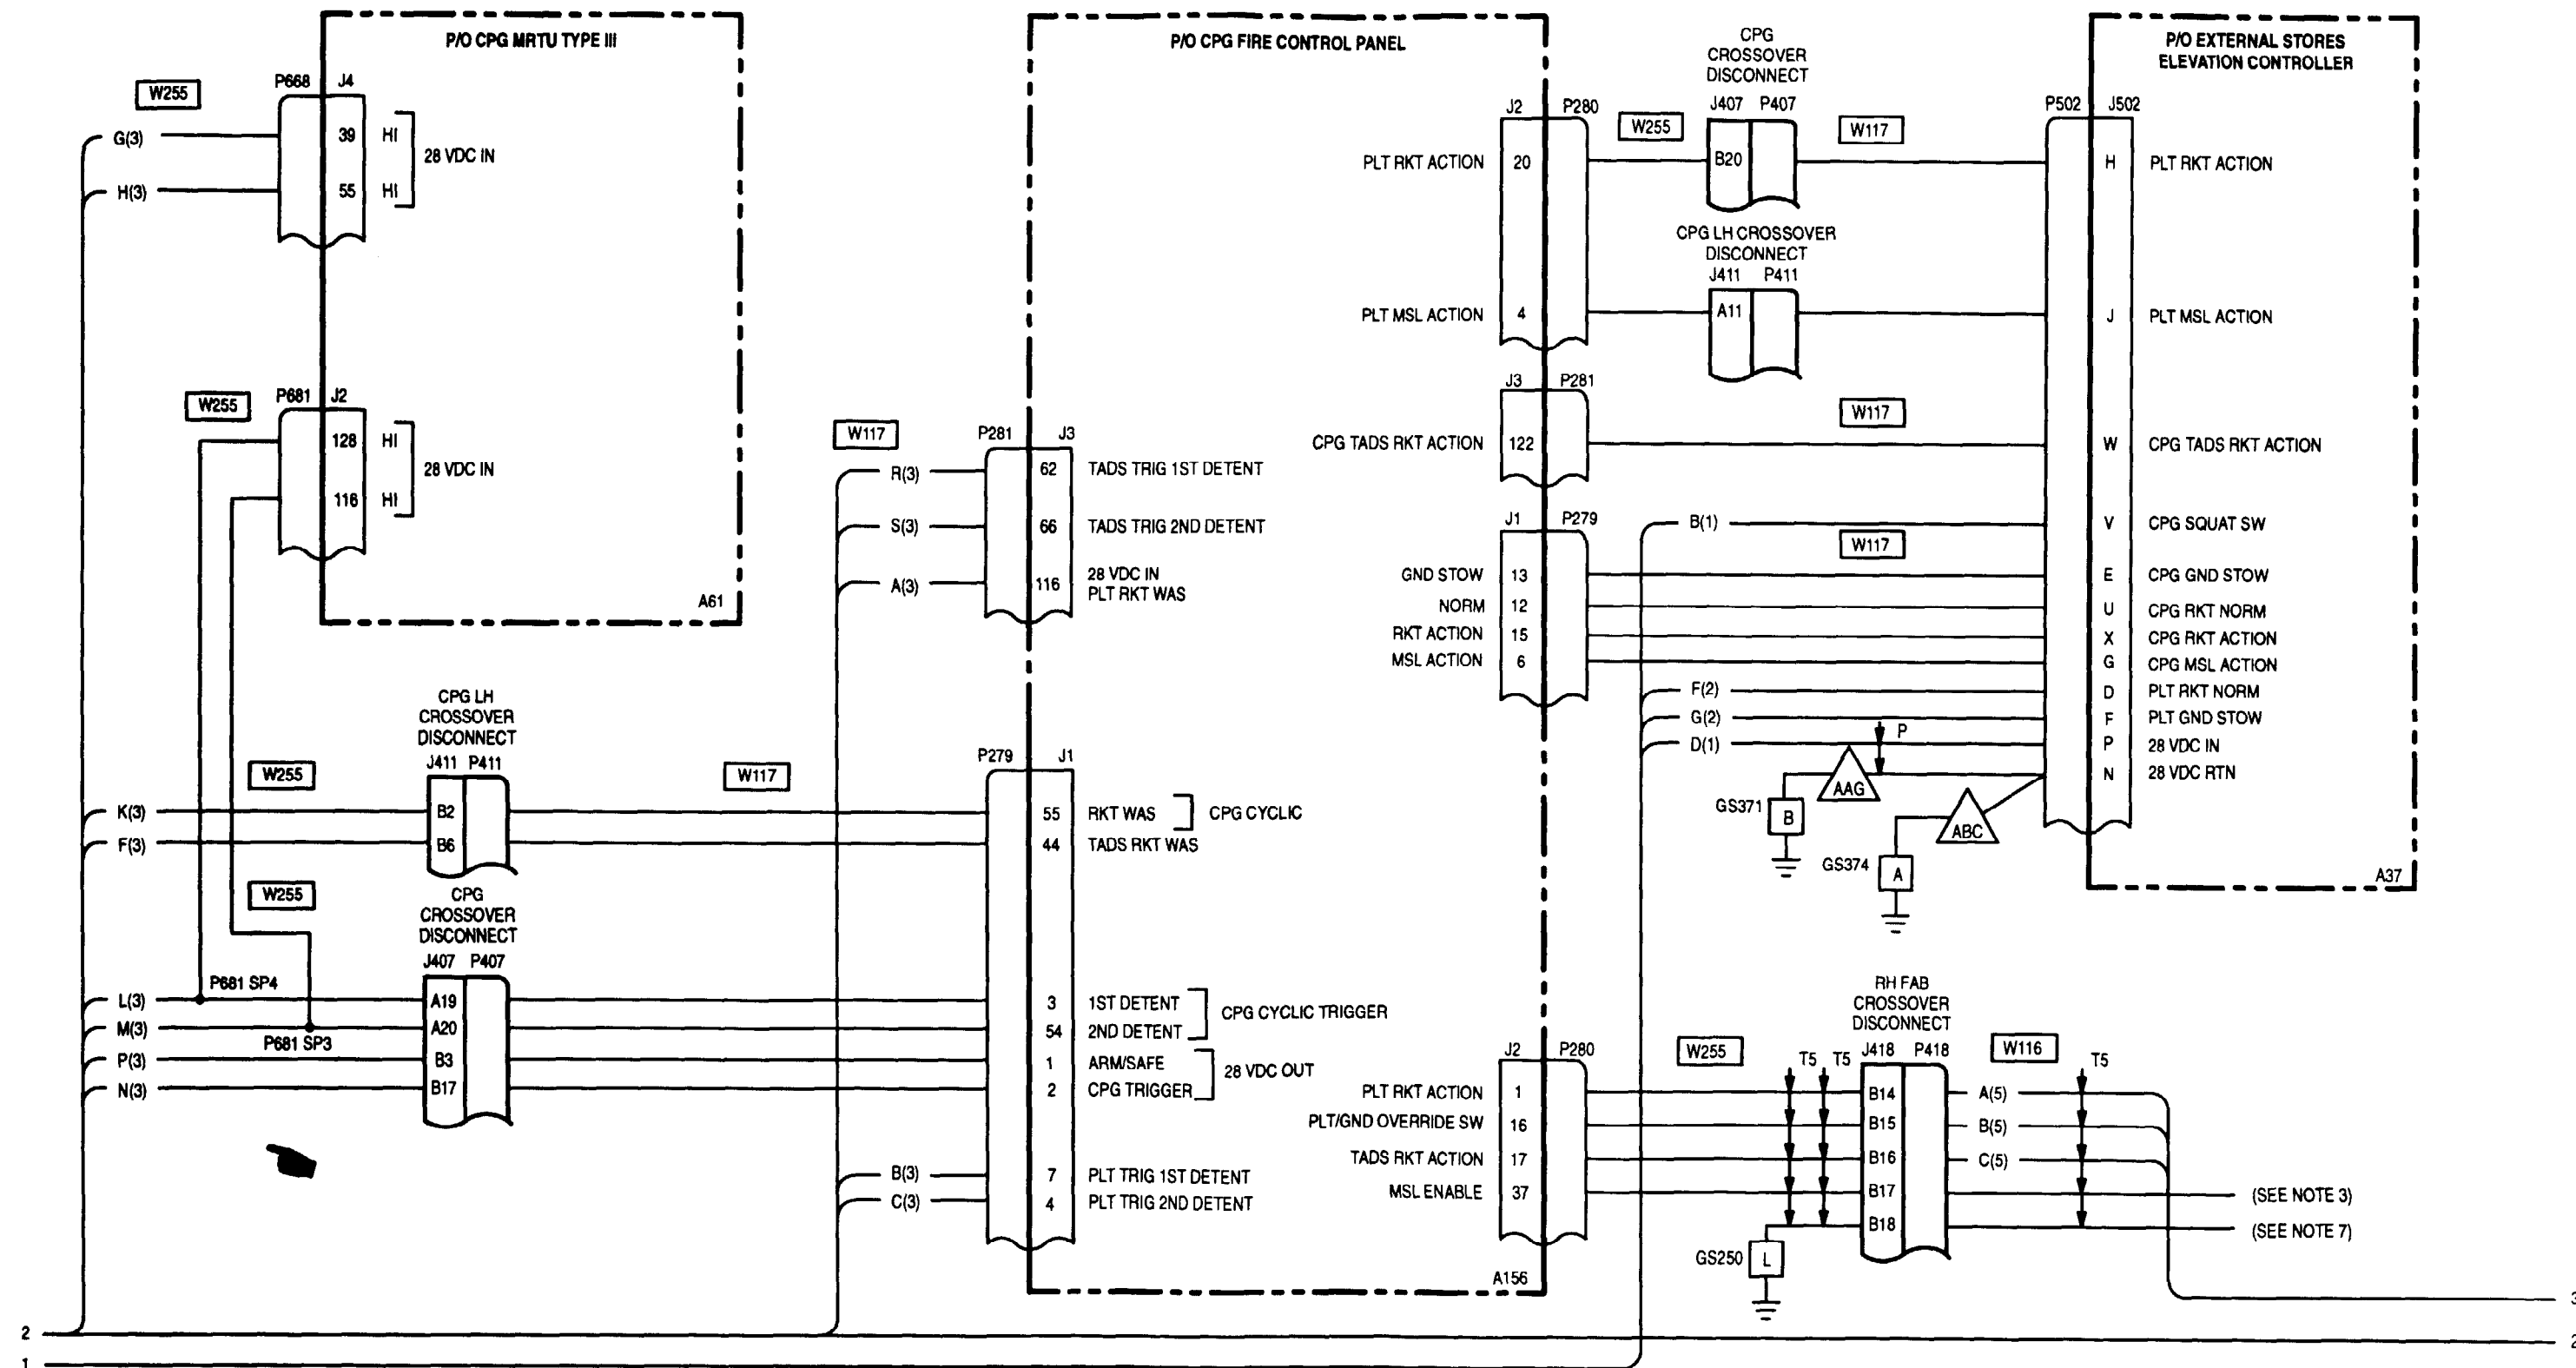 P/O CPG MRTU TYPE III
P668 J4
W255
G(3)
39 HI
28 VDC IN
H(3)
55 HI
P681 J2
W255
128 HI
28 VDC IN
116 HI
A61
CPG LH
CROSSOVER
DISCONNECT
J411 P411
W255
W117
K(3)
B2
F(3)
B6
W255
CPG
CROSSOVER
DISCONNECT
J407 P407
P681 SP4
L(3)
A19
M(3)
A20
P681 SP3
P(3)
B3
N(3)
B17
P/O CPG FIRE CONTROL PANEL
W117
P281 J3
R(3)
62 TADS TRIG 1ST DETENT
S(3)
66 TADS TRIG 2ND DETENT
A(3)
116 28 VDC IN
PLT RKT WAS
P279 J1
55 RKT WAS
CPG CYCLIC
44 TADS RKT WAS
3 1ST DETENT
CPG CYCLIC TRIGGER
54 2ND DETENT
1 ARM/SAFE
28 VDC OUT
2 CPG TRIGGER
B(3)
7 PLT TRIG 1ST DETENT
C(3)
4 PLT TRIG 2ND DETENT
J2 P280
PLT RKT ACTION 20
PLT MSL ACTION 4
J3 P281
CPG TADS RKT ACTION 122
J1 P279
GND STOW 13
NORM 12
RKT ACTION 15
MSL ACTION 6
J2 P280
PLT RKT ACTION 1
PLT/GND OVERRIDE SW 16
TADS RKT ACTION 17
MSL ENABLE 37
A156
CPG
CROSSOVER
DISCONNECT
J407 P407
W255
W117
B20
CPG LH CROSSOVER
DISCONNECT
J411 P411
A11
W117
B(1)
W117
F(2)
G(2)
P
D(1)
AAG
GS371
B
ABC
GS374
A
P/O EXTERNAL STORES
ELEVATION CONTROLLER
P502 J502
H PLT RKT ACTION
J PLT MSL ACTION
W CPG TADS RKT ACTION
V CPG SQUAT SW
E CPG GND STOW
U CPG RKT NORM
X CPG RKT ACTION
G CPG MSL ACTION
D PLT RKT NORM
F PLT GND STOW
P 28 VDC IN
N 28 VDC RTN
A37
RH FAB
CROSSOVER
DISCONNECT
W255
T5 T5
J418 P418
W116
T5
B14
A(5)
B15
B(5)
B16
C(5)
B17
(SEE NOTE 3)
B18
(SEE NOTE 7)
GS250
L
3
2
2
1